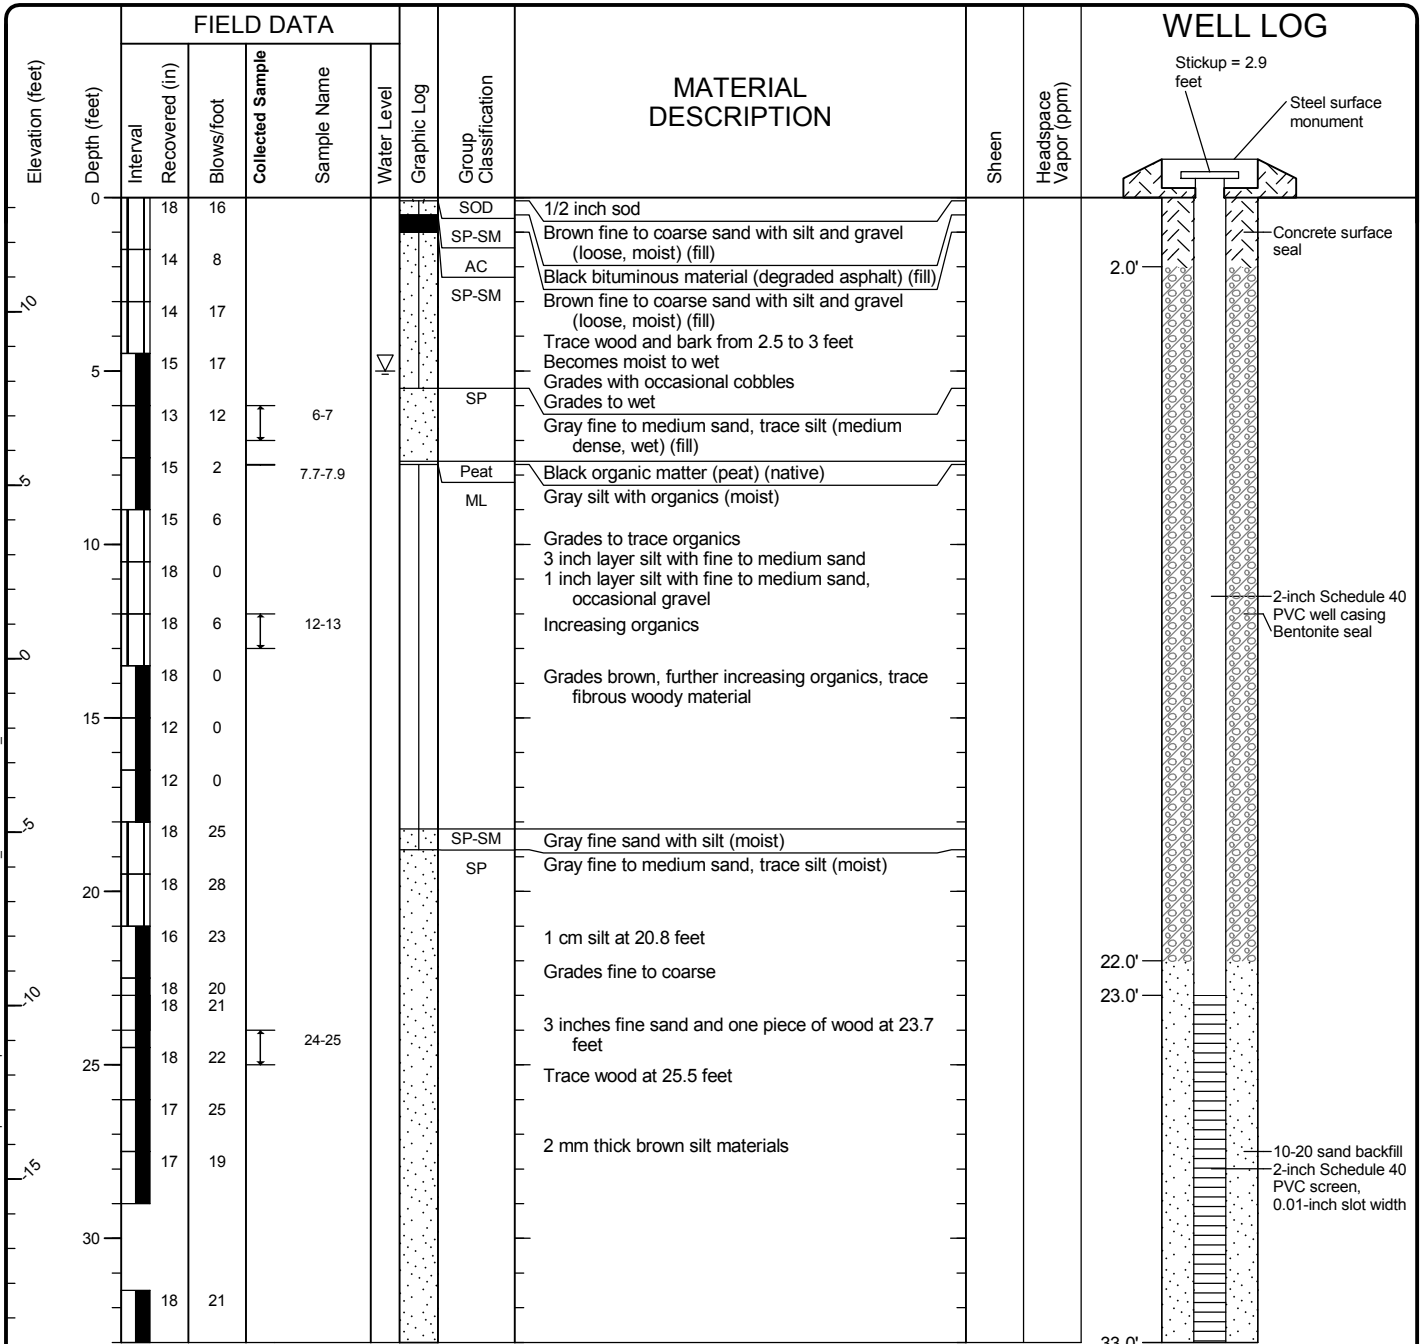 FIELD DATA
WELL LOG
Elevation (feet)
Depth (feet)
Interval
Recovered (in)
Blows/foot
Collected Sample
Sample Name
Water Level
Graphic Log
Group
Classification
MATERIAL
DESCRIPTION
Sheen
Headspace
Vapor (ppm)
Stickup = 2.9
feet
Steel surface
monument
0
18 16
SOD
1/2 inch sod
SP-SM
Brown fine to coarse sand with silt and gravel
(loose, moist) (fill)
Concrete surface
seal
14 8
AC
Black bituminous material (degraded asphalt) (fill)
2.0'
SP-SM
Brown fine to coarse sand with silt and gravel
(loose, moist) (fill)
10
14 17
Trace wood and bark from 2.5 to 3 feet
15 17
Becomes moist to wet
5
Grades with occasional cobbles
SP
Grades to wet
13 12 6-7
Gray fine to medium sand, trace silt (medium
dense, wet) (fill)
15 2 7.7-7.9
Peat
Black organic matter (peat) (native)
5
ML
Gray silt with organics (moist)
15 6
Grades to trace organics
10
3 inch layer silt with fine to medium sand
18 0
1 inch layer silt with fine to medium sand,
occasional gravel
2-inch Schedule 40
PVC well casing
Bentonite seal
18 6 12-13
Increasing organics
0
18 0
Grades brown, further increasing organics, trace
fibrous woody material
15
12 0
12 0
-5
18 25
SP-SM
Gray fine sand with silt (moist)
SP
Gray fine to medium sand, trace silt (moist)
18 28
20
16 23
1 cm silt at 20.8 feet
22.0'
Grades fine to coarse
18 20
23.0'
-10
18 21
3 inches fine sand and one piece of wood at 23.7
feet
24-25
18 22
25
Trace wood at 25.5 feet
17 25
2 mm thick brown silt materials
17 19
-15
10-20 sand backfill
2-inch Schedule 40
PVC screen,
0.01-inch slot width
30
18 21
33.0'